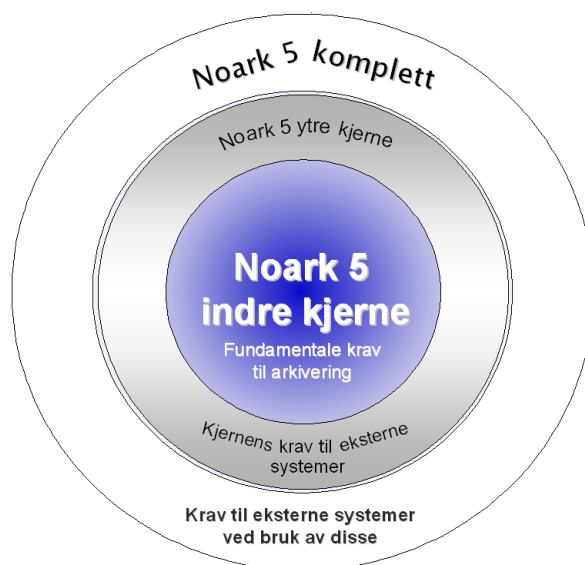 Noark 5 komplett
Noark 5 ytre kjerne
Noark 5
indre kjerne
Fundamentale krav
til arkivering
Kjernens krav til eksterne
systemer
Krav til eksterne systemer
ved bruk av disse